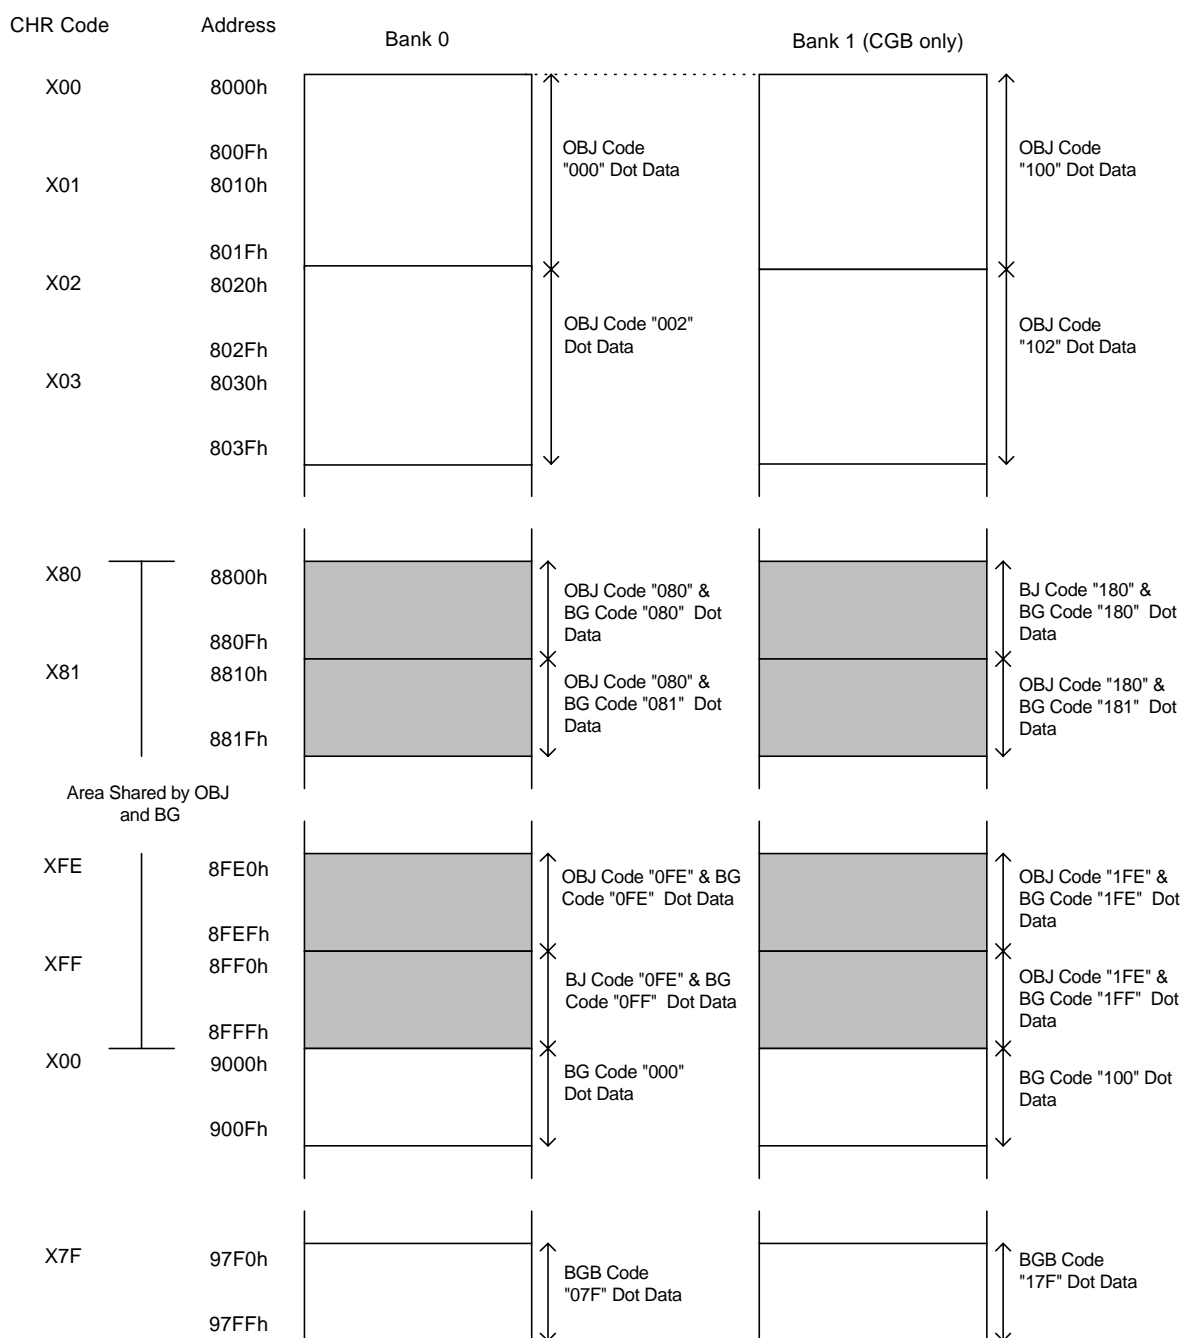 CHR Code Address Bank 0 Bank 1 (CGB only)
X00 8000h
800Fh
OBJ Code
"000" Dot Data
OBJ Code
"100" Dot Data
X01 8010h
801Fh
X02 8020h
OBJ Code "002"
Dot Data
OBJ Code
"102" Dot Data
802Fh
X03 8030h
803Fh
X80 8800h
OBJ Code "080" &
BG Code "080" Dot
Data
BJ Code "180" &
BG Code "180" Dot
Data
880Fh
X81 8810h
OBJ Code "080" &
BG Code "081" Dot
Data
OBJ Code "180" &
BG Code "181" Dot
Data
881Fh
Area Shared by OBJ
and BG
XFE 8FE0h
OBJ Code "0FE" & BG
Code "0FE" Dot Data
OBJ Code "1FE" &
BG Code "1FE" Dot
Data
8FEFh
XFF 8FF0h
BJ Code "0FE" & BG
Code "0FF" Dot Data
OBJ Code "1FE" &
BG Code "1FF" Dot
Data
8FFFh
X00 9000h
BG Code "000"
Dot Data
BG Code "100" Dot
Data
900Fh
X7F 97F0h
BGB Code
"07F" Dot Data
BGB Code
"17F" Dot Data
97FFh